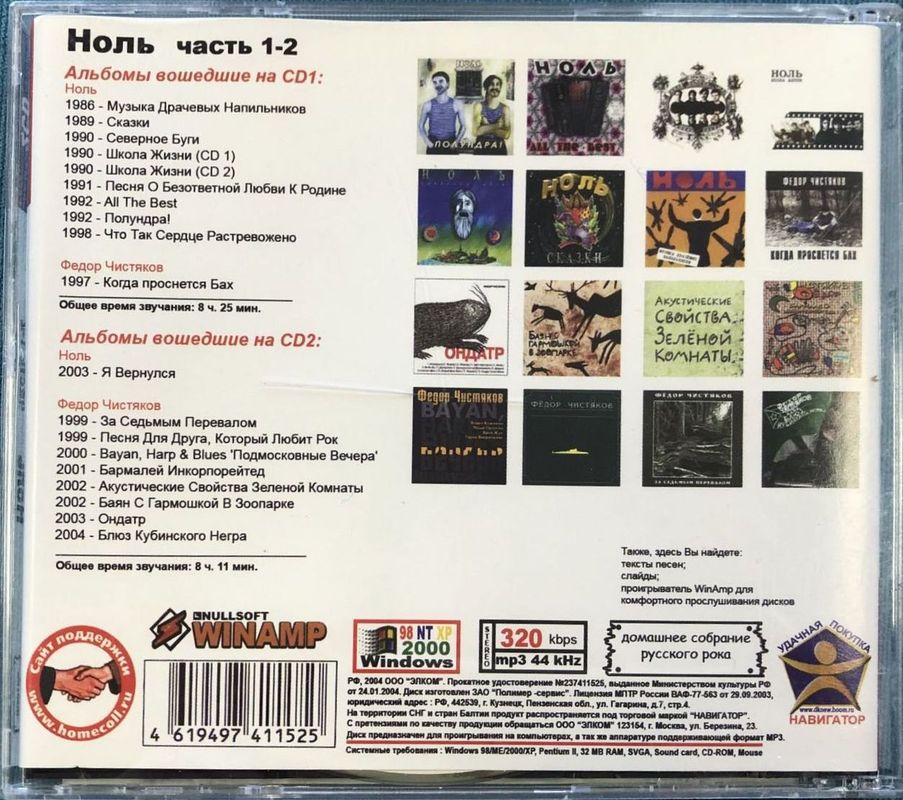 Ноль часть 1-2
Альбомы вошедшие на CD1:
Ноль
1986 - Музыка Драчевых Напильников
1989 - Сказки
1990 - Северное Буги
1990 - Школа Жизни (CD 1)
1990 - Школа Жизни (CD 2)
1991 - Песня О Безответной Любви К Родине
1992 - All The Best
1992 - Полундра!
1998 - Что Так Сердце Растревожено
Федор Чистяков
1997 - Когда проснется Бах
Общее время звучания: 8 ч. 25 мин.
Альбомы вошедшие на CD2:
Ноль
2003 - Я Вернулся
Федор Чистяков
1999 - За Седьмым Перевалом
1999 - Песня Для Друга, Который Любит Рок
2000 - Bayan, Harp & Blues 'Подмосковные Вечера'
2001 - Бармалей Инкорпорейтед
2002 - Акустические Свойства Зеленой Комнаты
2002 - Баян С Гармошкой В Зоопарке
2003 - Ондатр
2004 - Блюз Кубинского Негра
Общее время звучания: 8 ч. 11 мин.
ПОЛУНДРА!
НОЛЬ
ALL THE BEST
НОЛЬ
НОЛЬ
НОЛЬ
СКАЗКИ
НОЛЬ
ФЕДОР ЧИСТЯКОВ
КОГДА ПРОСНЕТСЯ БАХ
ОНДАТР
БАЯН С
ГАРМОШКОЙ
В ЗООПАРКЕ
АКУСТИЧЕСКИЕ
СВОЙСТВА
ЗЕЛЁНОЙ
КОМНАТЫ
Федор Чистяков
BAYAN,
ФЕДОР ЧИСТЯКОВ
ФЕДОР ЧИСТЯКОВ
ЗА СЕДЬМЫМ ПЕРЕВАЛОМ
Также, здесь Вы найдете:
тексты песен;
слайды;
проигрыватель WinAmp для
комфортного прослушивания дисков
Сайт поддержки
www.homecoll.ru
NULLSOFT
WINAMP
98 NT XP
2000
Windows
STEREO
320 kbps
mp3 44 kHz
домашнее собрание
русского рока
УДАЧНАЯ ПОКУПКА
www.dknew.boom.ru
НАВИГАТОР
4 619497 411525
РФ, 2004 ООО "ЭЛКОМ". Прокатное удостоверение №237411525, выданное Министерством культуры РФ
от 24.01.2004. Диск изготовлен ЗАО "Полимер -сервис". Лицензия МПТР России ВАФ-77-563 от 29.09.2003,
юридический адрес : РФ, 442539, г. Кузнецк, Пензенская обл., ул. Гагарина, д.7, стр.4.
На территории СНГ и стран Балтии продукт распространяется под торговой маркой "НАВИГАТОР".
С претензиями по качеству продукции обращаться ООО "ЭЛКОМ" 123164, г. Москва, ул. Березина, 23.
Диск предназначен для проигрывания на компьютерах, а так же аппаратуре поддерживающей формат MP3.
Системные требования : Windows 98/ME/2000/XP, Pentium II, 32 MB RAM, SVGA, Sound card, CD-ROM, Mouse